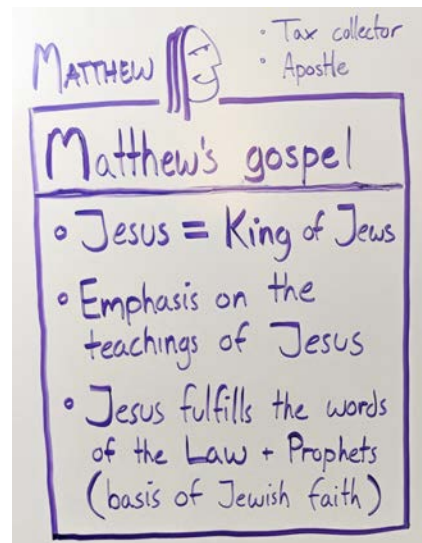 MATTHEW
• Tax collector
• Apostle
Matthew's gospel
• Jesus = King of Jews
• Emphasis on the
teachings of Jesus
• Jesus fulfills the words
of the Law + Prophets
(basis of Jewish faith)